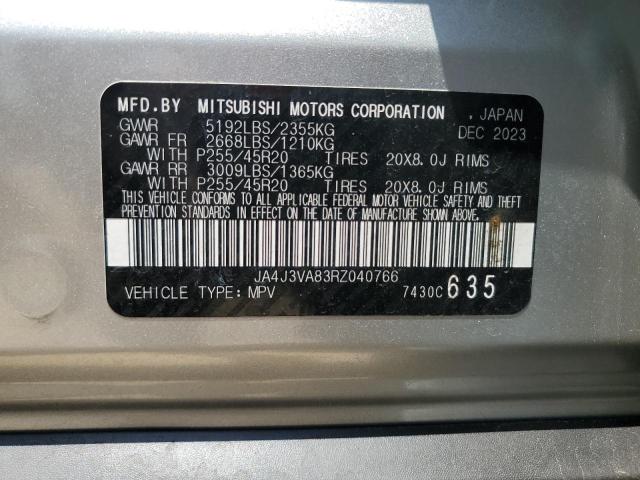 MFD.BY MITSUBISHI MOTORS CORPORATION , JAPAN
GVWR 5192LBS/2355KG DEC 2023
GAWR FR 2668LBS/1210KG
WITH P255/45R20 TIRES 20X8.0J RIMS
GAWR RR 3009LBS/1365KG
WITH P255/45R20 TIRES 20X8.0J RIMS
THIS VEHICLE CONFORMS TO ALL APPLICABLE FEDERAL MOTOR VEHICLE SAFETY AND THEFT
PREVENTION STANDARDS IN EFFECT ON THE DATE OF MANUFACTURE SHOWN ABOVE.
JA4J3VA83RZ040766
VEHICLE TYPE: MPV 7430C 635